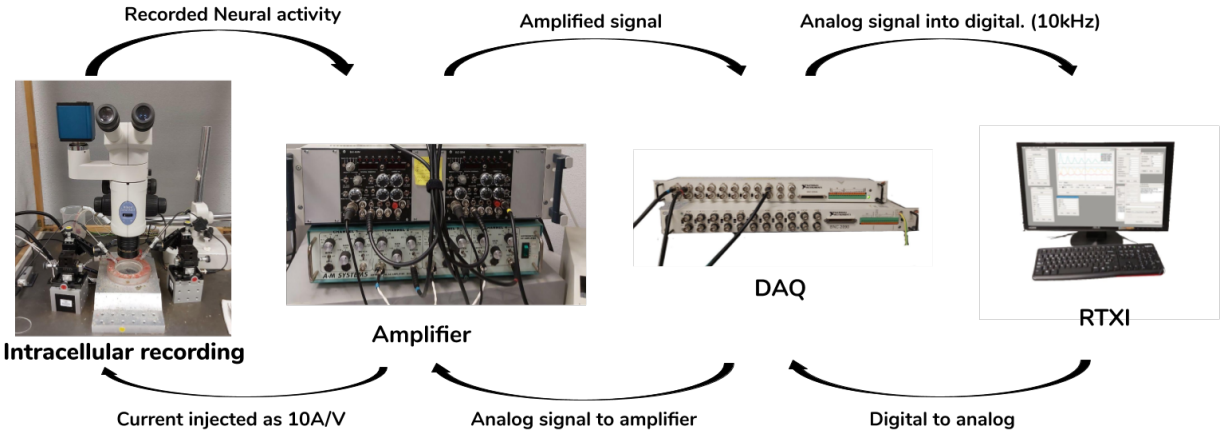 Recorded Neural activity
Amplified signal
Analog signal into digital. (10kHz)
A-M SYSTEMS
Intracellular recording
Amplifier
DAQ
RTXI
Current injected as 10A/V
Analog signal to amplifier
Digital to analog